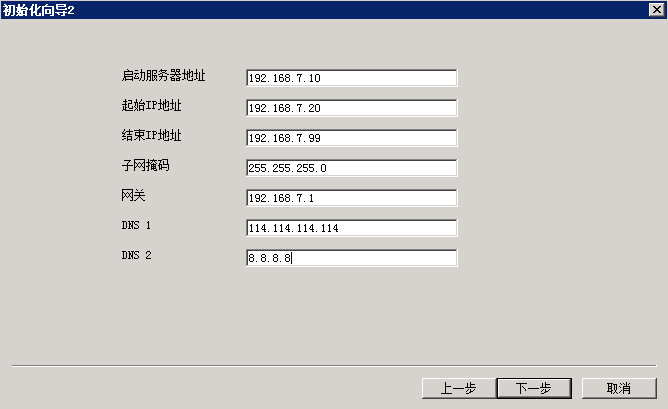 初始化向导2
启动服务器地址 192.168.7.10
起始IP地址 192.168.7.20
结束IP地址 192.168.7.99
子网掩码 255.255.255.0
网关 192.168.7.1
DNS 1 114.114.114.114
DNS 2 8.8.8.8
上一步 下一步 取消